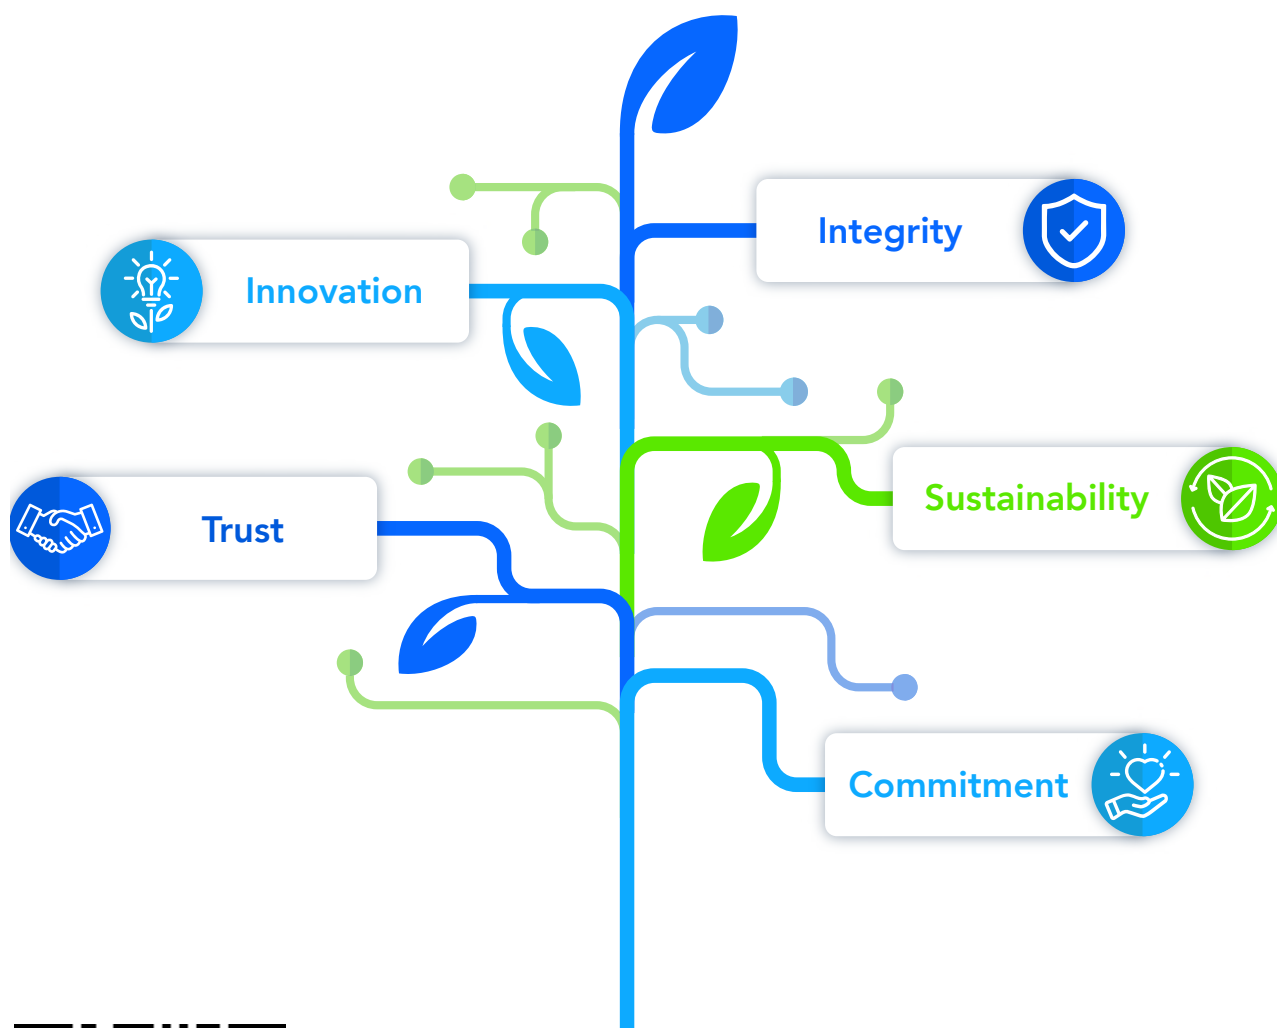 Integrity
Innovation
Sustainability
Trust
Commitment